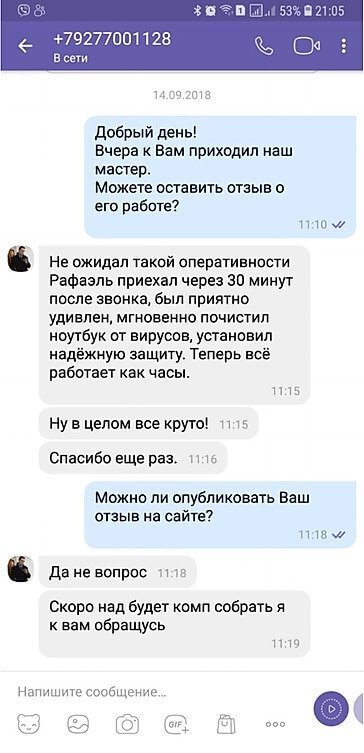 53% 21:05
+79277001128
В сети
14.09.2018
Добрый день!
Вчера к Вам приходил наш
мастер.
Можете оставить отзыв о
его работе?
11:10
Не ожидал такой оперативности
Рафаэль приехал через 30 минут
после звонка, был приятно
удивлен, мгновенно почистил
ноутбук от вирусов, установил
надёжную защиту. Теперь всё
работает как часы.
11:15
Ну в целом все круто! 11:15
Спасибо еще раз. 11:16
Можно ли опубликовать Ваш
отзыв на сайте?
11:18
Да не вопрос 11:18
Скоро над будет комп собрать я
к вам обращусь
11:19
Напишите сообщение...
GIF+